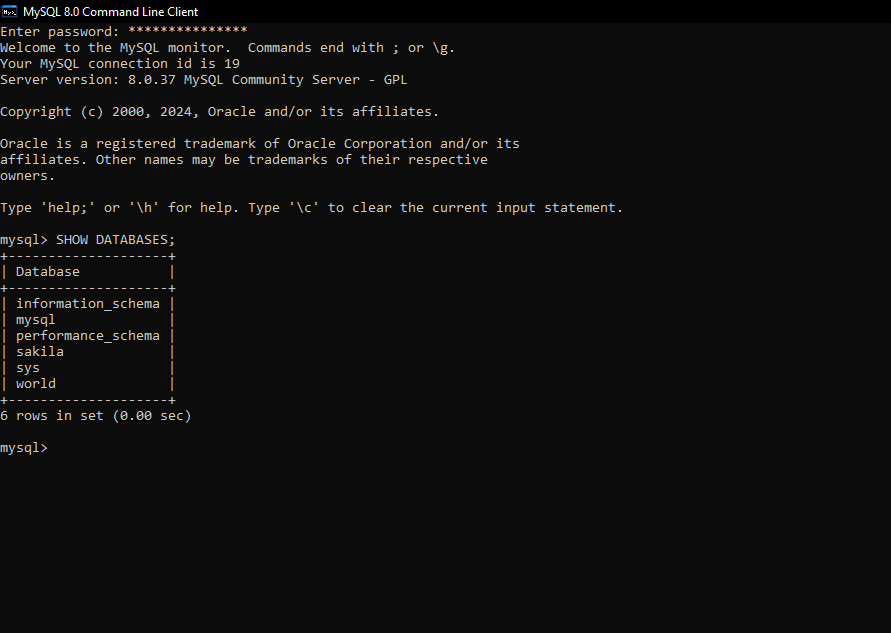 MySQL 8.0 Command Line Client
Enter password: ***************
Welcome to the MySQL monitor.  Commands end with ; or \g.
Your MySQL connection id is 19
Server version: 8.0.37 MySQL Community Server - GPL

Copyright (c) 2000, 2024, Oracle and/or its affiliates.

Oracle is a registered trademark of Oracle Corporation and/or its
affiliates. Other names may be trademarks of their respective
owners.

Type 'help;' or '\h' for help. Type '\c' to clear the current input statement.

mysql> SHOW DATABASES;
+--------------------+
| Database           |
+--------------------+
| information_schema |
| mysql              |
| performance_schema |
| sakila             |
| sys                |
| world              |
+--------------------+
6 rows in set (0.00 sec)

mysql>